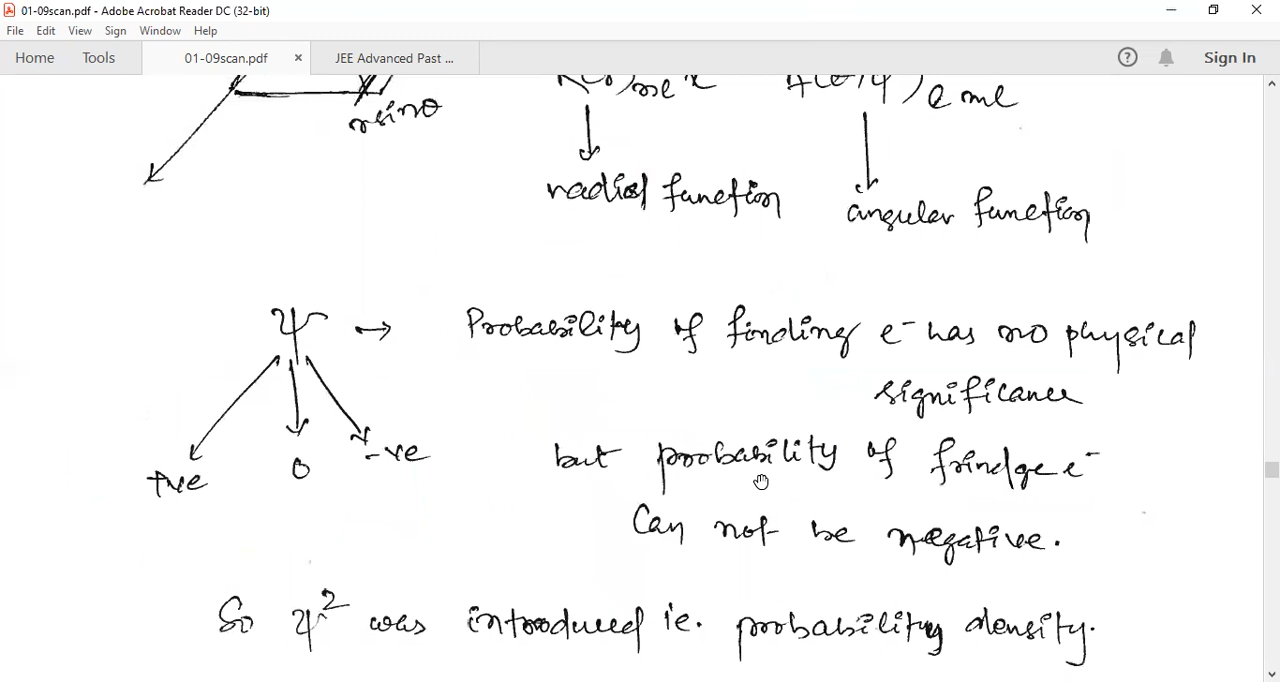 01-09scan.pdf - Adobe Acrobat Reader DC (32-bit)
File Edit View Sign Window Help
Home Tools 01-09scan.pdf × JEE Advanced Past ... Sign In
rsinθ
radial function
angular function
ψ → Probability of finding e⁻ has no physical
significance
+ve 0 -ve
but probability of
can not be negative.
So ψ² was introduced ie. probability density.